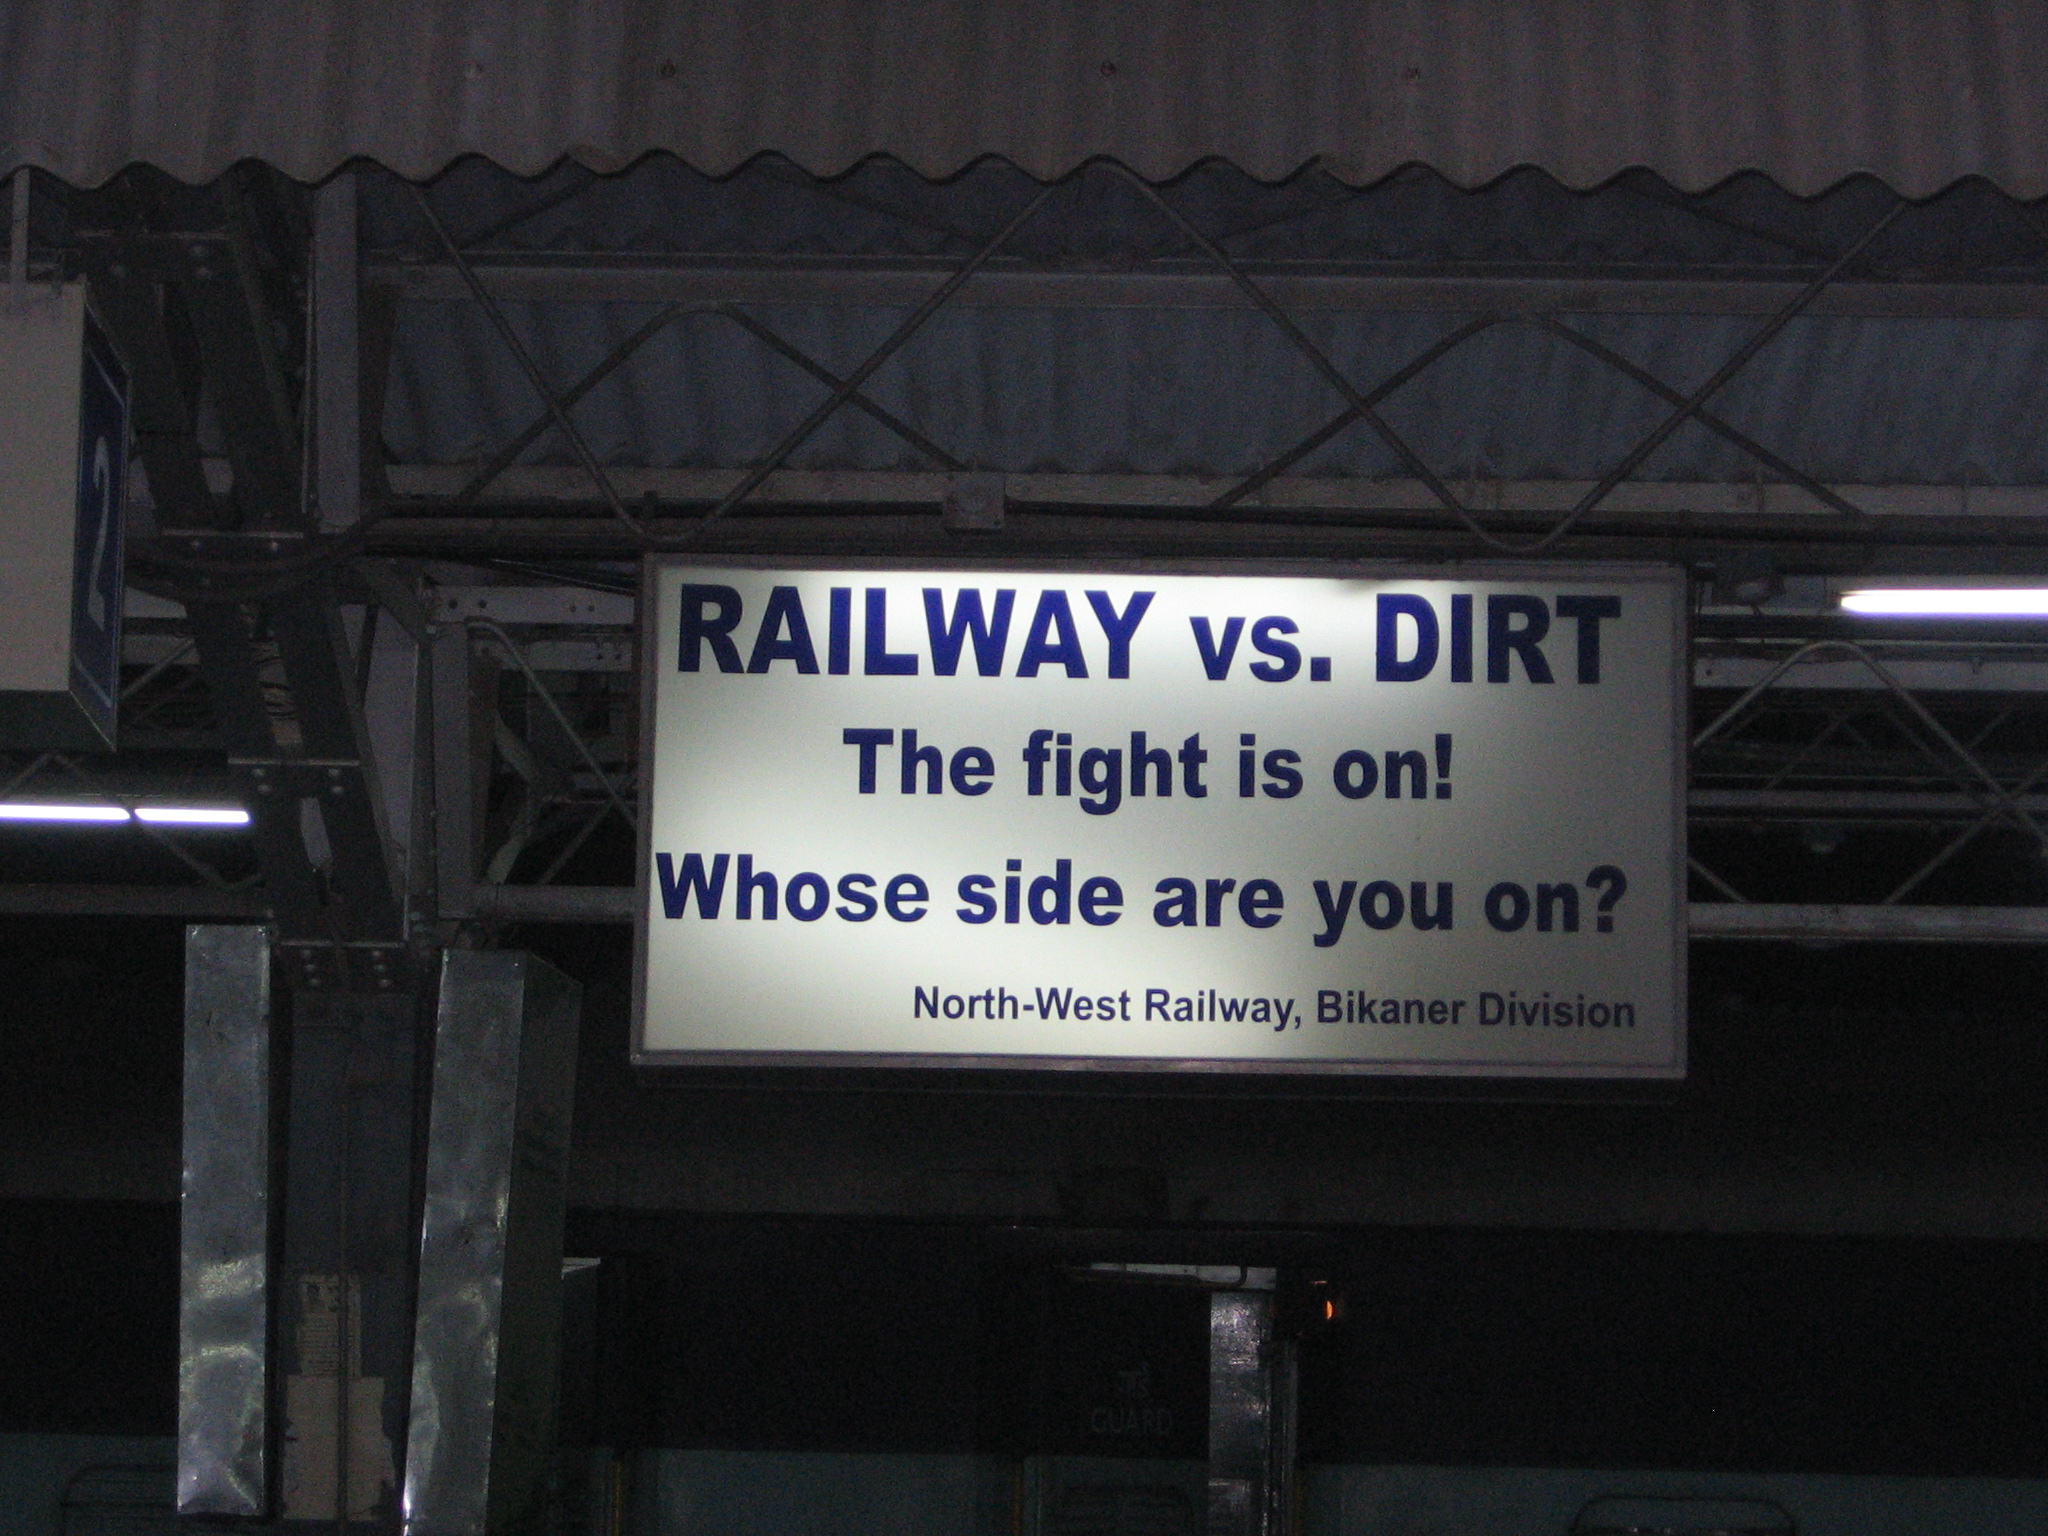 2
RAILWAY vs. DIRT
The fight is on!
Whose side are you on?
North-West Railway, Bikaner Division
GUARD